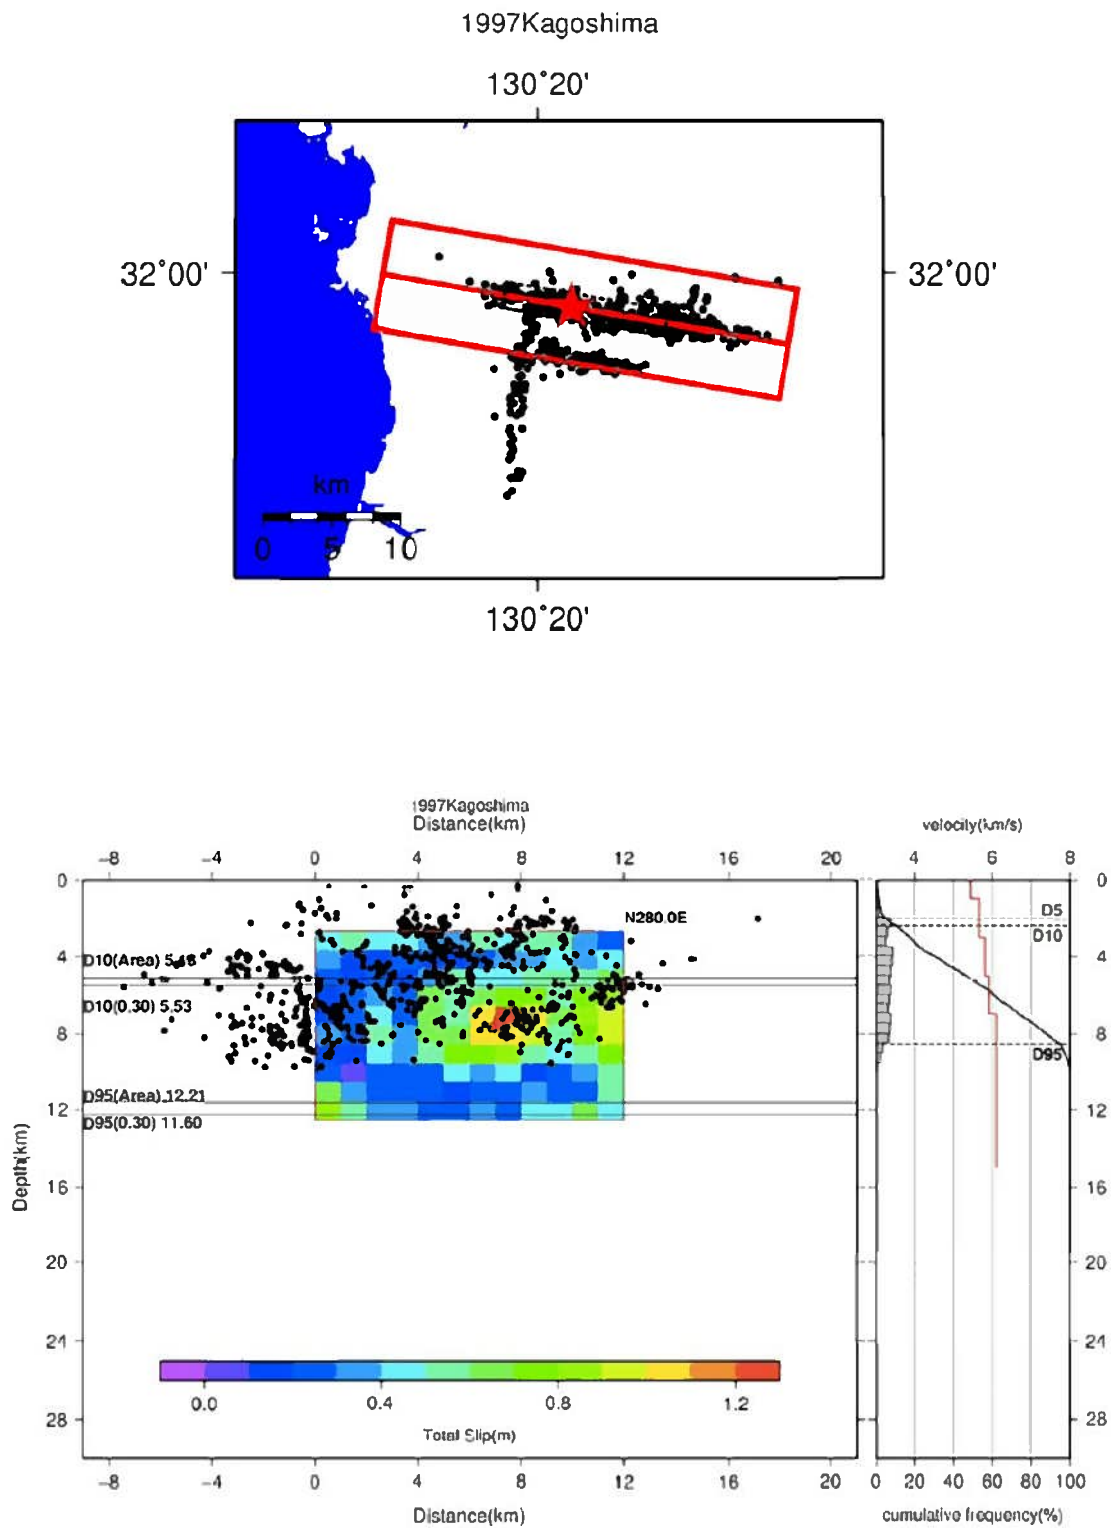 1997Kagoshima
130°20'
32°00'
32°00'
km
0 5 10
130°20'
1997Kagoshima
Distance(km)
velocity(km/s)
−8 −4 0 4 8 12 16 20
4 6 8
0
0
N280.0E
D5
D10
4
D10(Area) 5.18
4
D10(0.30) 5.53
8
8
D95
D95(Area) 12.21
12
12
D95(0.30) 11.60
Depth(km)
16
16
20
20
24
24
0.0 0.4 0.8 1.2
28
28
Total Slip(m)
−8 −4 0 4 8 12 16 20
0 20 40 60 80 100
Distance(km)
cumulative frequency(%)